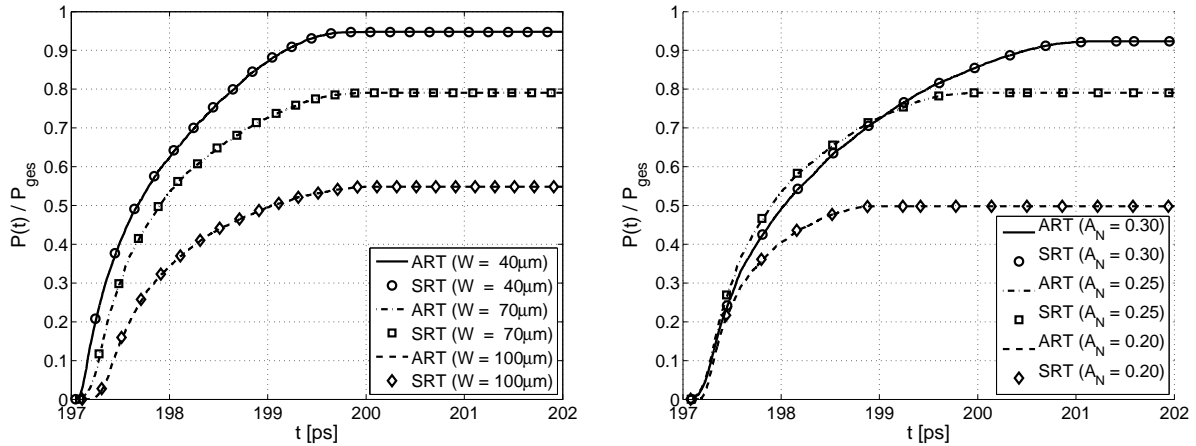 1
0.9
0.8
0.7
0.6
0.5
0.4
0.3
0.2
0.1
0
P(t) / P_ges
197 198 199 200 201 202
t [ps]
ART (W = 40μm)
SRT (W = 40μm)
ART (W = 70μm)
SRT (W = 70μm)
ART (W = 100μm)
SRT (W = 100μm)
1
0.9
0.8
0.7
0.6
0.5
0.4
0.3
0.2
0.1
0
P(t) / P_ges
197 198 199 200 201 202
t [ps]
ART (A_N = 0.30)
SRT (A_N = 0.30)
ART (A_N = 0.25)
SRT (A_N = 0.25)
ART (A_N = 0.20)
SRT (A_N = 0.20)